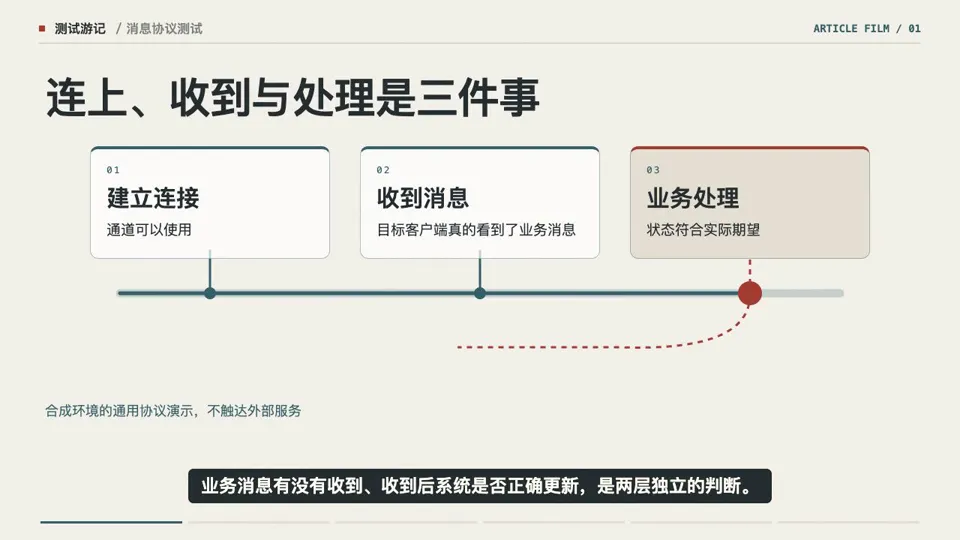 测试游记 / 消息协议测试
ARTICLE FILM / 01
连上、收到与处理是三件事
01
建立连接
通道可以使用
02
收到消息
目标客户端真的看到了业务消息
03
业务处理
状态符合实际期望
合成环境的通用协议演示，不触达外部服务
业务消息有没有收到、收到后系统是否正确更新，是两层独立的判断。